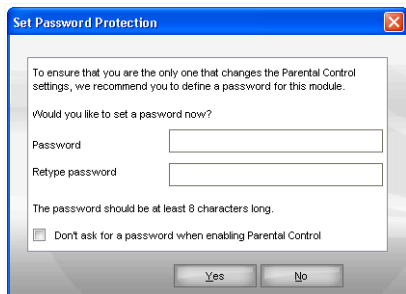 Set Password Protection
To ensure that you are the only one that changes the Parental Control
settings, we recommend you to define a password for this module.
Would you like to set a pasword now?
Password
Retype password
The password should be at least 8 characters long.
Don't ask for a password when enabling Parental Control
Yes
No